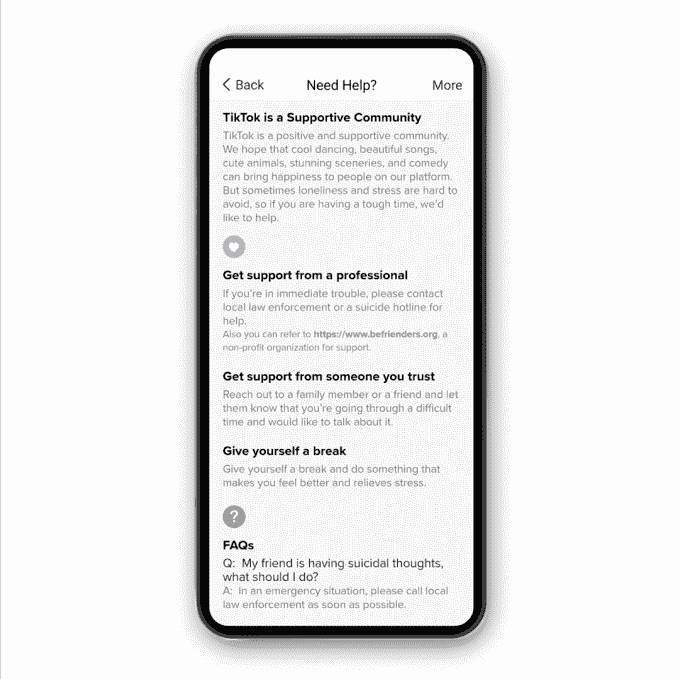 Back Need Help? More
TikTok is a Supportive Community
TikTok is a positive and supportive community.
We hope that cool dancing, beautiful songs,
cute animals, stunning sceneries, and comedy
can bring happiness to people on our platform.
But sometimes loneliness and stress are hard to
avoid, so if you are having a tough time, we'd
like to help.
Get support from a professional
If you're in immediate trouble, please contact
local law enforcement or a suicide hotline for
help.
Also you can refer to https://www.befrienders.org, a
non-profit organization for support.
Get support from someone you trust
Reach out to a family member or a friend and let
them know that you're going through a difficult
time and would like to talk about it.
Give yourself a break
Give yourself a break and do something that
makes you feel better and relieves stress.
?
FAQs
Q: My friend is having suicidal thoughts,
what should I do?
A: In an emergency situation, please call local
law enforcement as soon as possible.